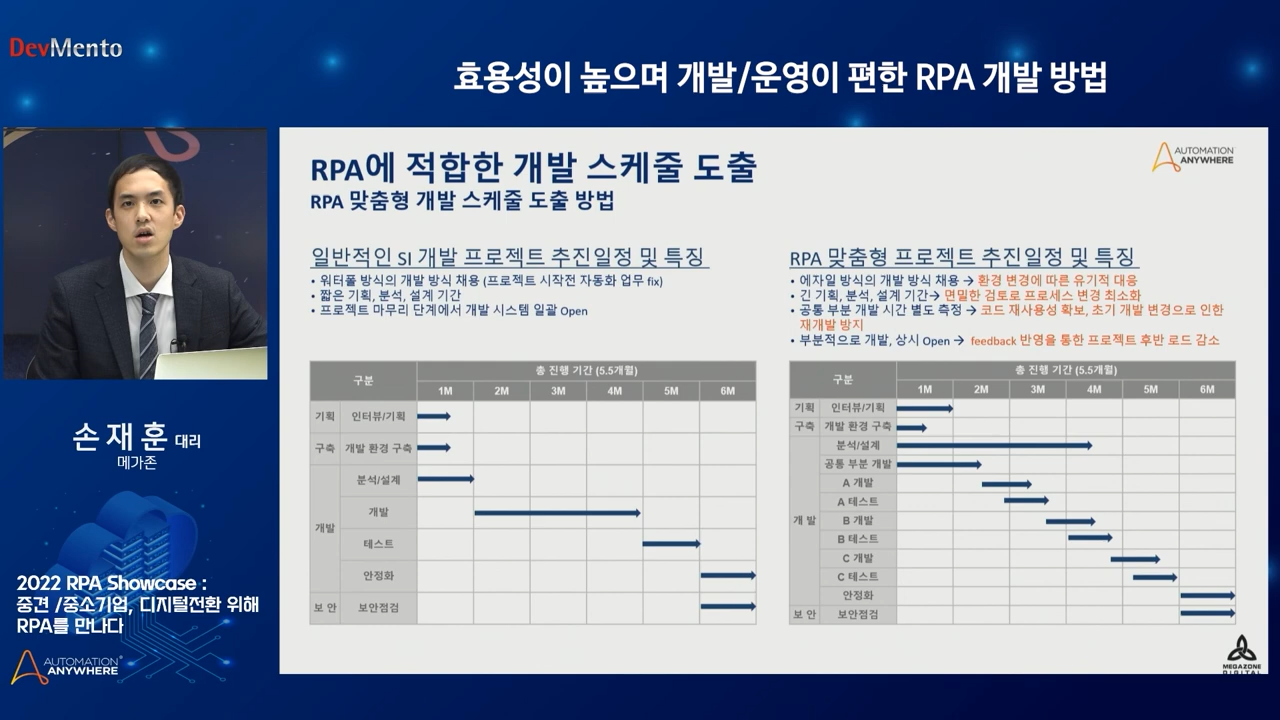 DevMento
효용성이 높으며 개발/운영이 편한 RPA 개발 방법
RPA에 적합한 개발 스케줄 도출
RPA 맞춤형 개발 스케줄 도출 방법
AUTOMATION
ANYWHERE
일반적인 SI 개발 프로젝트 추진일정 및 특징
• 워터폴 방식의 개발 방식 채용 (프로젝트 시작전 자동화 업무 fix)
• 짧은 기획, 분석, 설계 기간
• 프로젝트 마무리 단계에서 개발 시스템 일괄 Open
구분 총 진행 기간 (5.5개월)
1M 2M 3M 4M 5M 6M
기획 인터뷰/기획
구축 개발 환경 구축
개발 분석/설계
개발
테스트
안정화
보 안 보안점검
RPA 맞춤형 프로젝트 추진일정 및 특징
• 에자일 방식의 개발 방식 채용 → 환경 변경에 따른 유기적 대응
• 긴 기획, 분석, 설계 기간→ 면밀한 검토로 프로세스 변경 최소화
• 공통 부분 개발 시간 별도 측정 → 코드 재사용성 확보, 초기 개발 변경으로 인한
재개발 방지
• 부분적으로 개발, 상시 Open → feedback 반영을 통한 프로젝트 후반 로드 감소
구분 총 진행 기간 (5.5개월)
1M 2M 3M 4M 5M 6M
기획 인터뷰/기획
구축 개발 환경 구축
개 발 분석/설계
공통 부분 개발
A 개발
A 테스트
B 개발
B 테스트
C 개발
C 테스트
안정화
보 안 보안점검
MEGAZONE
DIGITAL
손 재 훈 대리
메가존
2022 RPA Showcase :
중견 /중소기업, 디지털전환 위해
RPA를 만나다
AUTOMATION
ANYWHERE